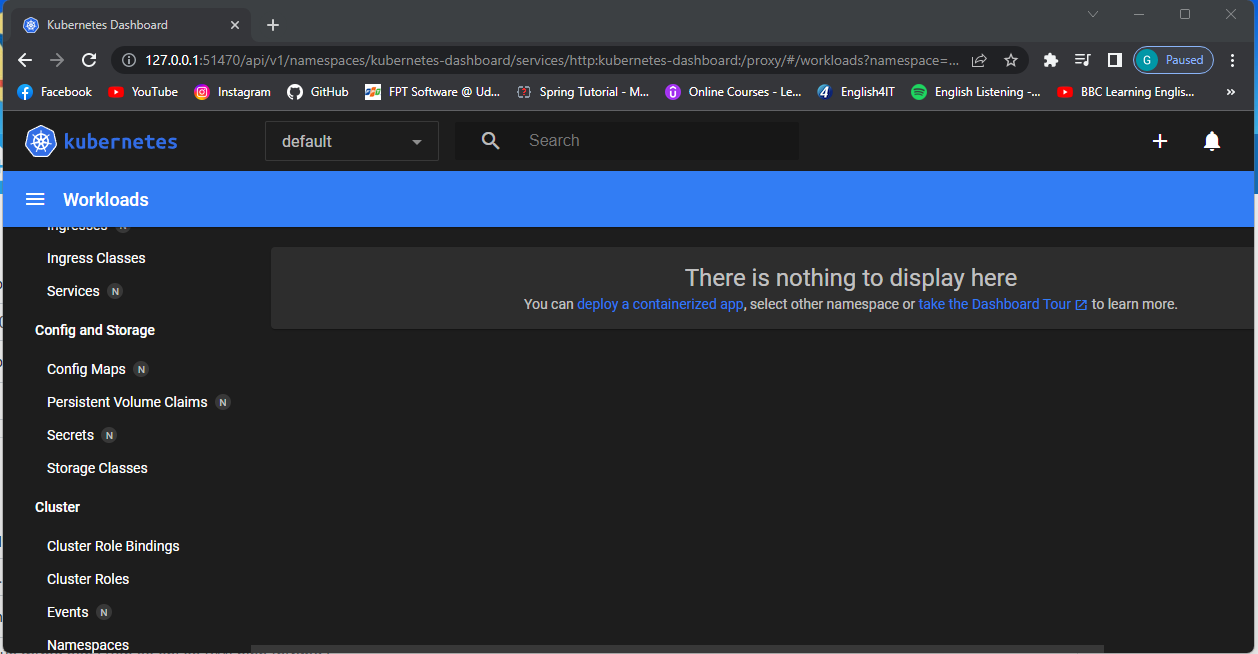 Kubernetes Dashboard
127.0.0.1:51470/api/v1/namespaces/kubernetes-dashboard/services/http:kubernetes-dashboard:/proxy/#/workloads?namespace=...
G Paused
Facebook YouTube Instagram GitHub FPT Software @ Ud... Spring Tutorial - M... Online Courses - Le... English4IT English Listening -... BBC Learning Englis... »
kubernetes default Search
Workloads
Ingresses N
Ingress Classes
Services N
Config and Storage
Config Maps N
Persistent Volume Claims N
Secrets N
Storage Classes
Cluster
Cluster Role Bindings
Cluster Roles
Events N
Namespaces
There is nothing to display here
You can deploy a containerized app, select other namespace or take the Dashboard Tour to learn more.